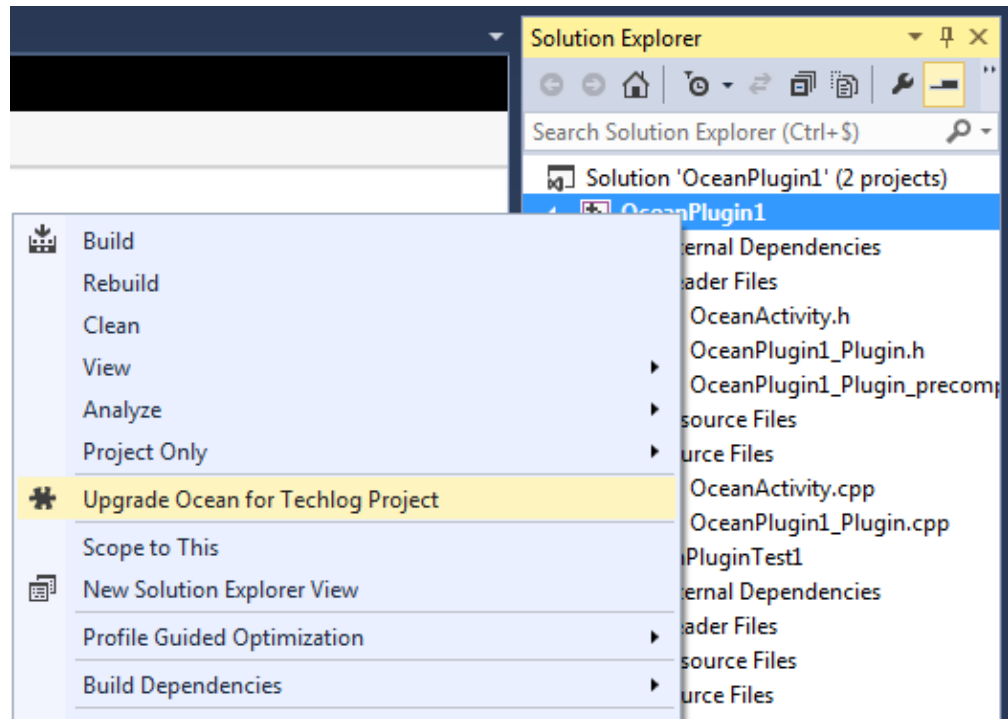 Solution Explorer
Search Solution Explorer (Ctrl+$)
Solution 'OceanPlugin1' (2 projects)
OceanPlugin1
ernal Dependencies
ader Files
OceanActivity.h
OceanPlugin1_Plugin.h
OceanPlugin1_Plugin_precom
source Files
urce Files
OceanActivity.cpp
OceanPlugin1_Plugin.cpp
PluginTest1
ernal Dependencies
ader Files
source Files
urce Files
Build
Rebuild
Clean
View
Analyze
Project Only
Upgrade Ocean for Techlog Project
Scope to This
New Solution Explorer View
Profile Guided Optimization
Build Dependencies